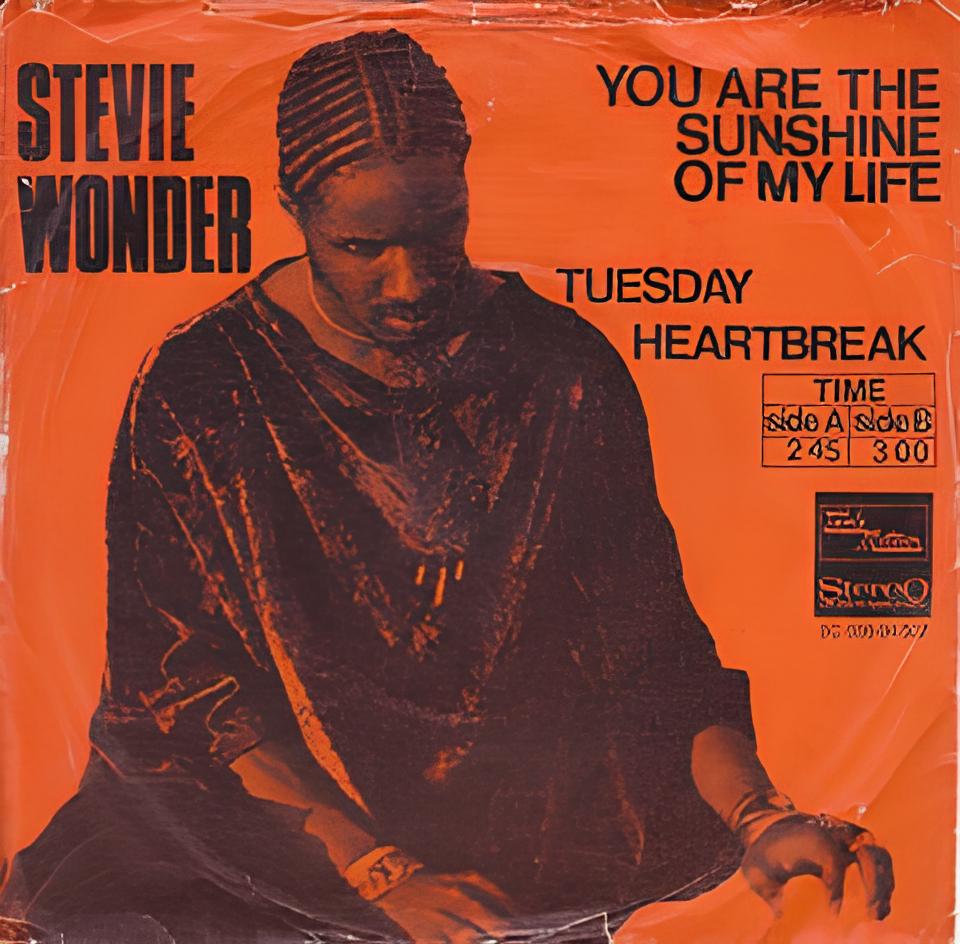 STEVIE
WONDER
YOU ARE THE
SUNSHINE
OF MY LIFE
TUESDAY
HEARTBREAK
TIME
side A side B
2 45 3 00
Stereo